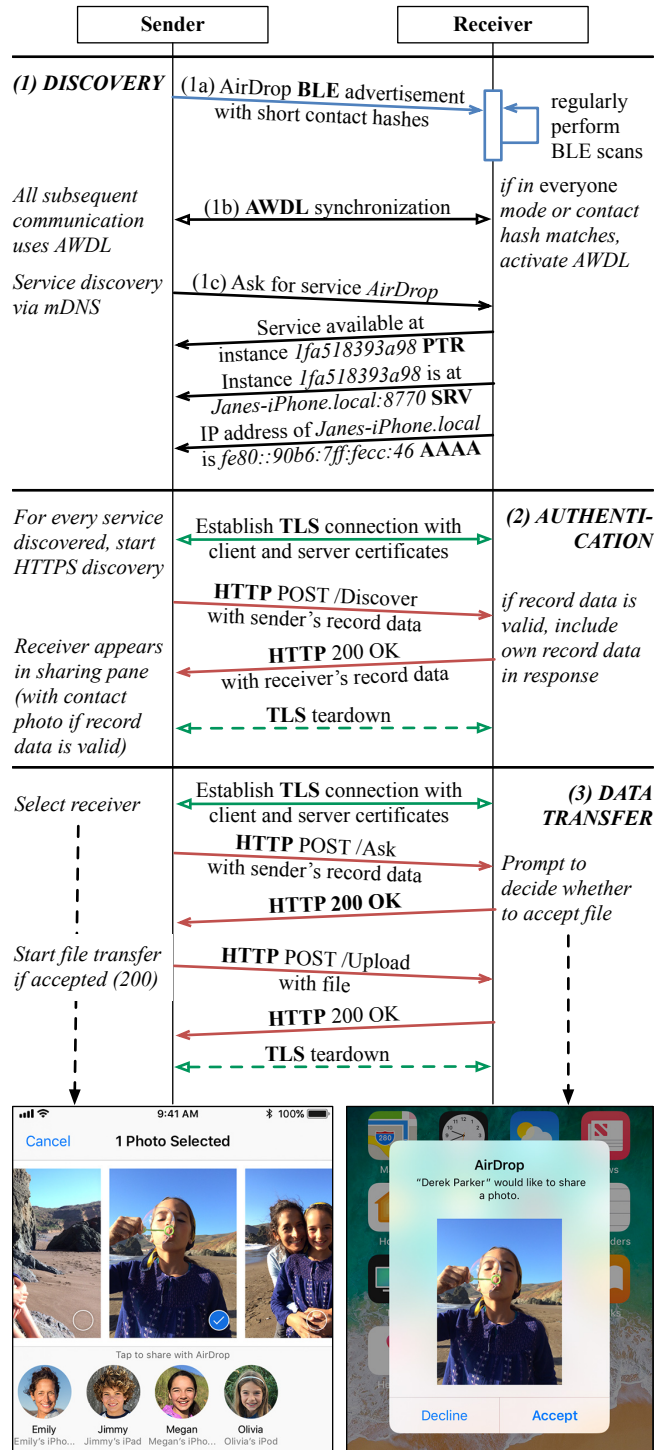 Sender
Receiver
(1) DISCOVERY
(1a) AirDrop BLE advertisement
with short contact hashes
regularly
perform
BLE scans
All subsequent
communication
uses AWDL
(1b) AWDL synchronization
if in everyone
mode or contact
hash matches,
activate AWDL
Service discovery
via mDNS
(1c) Ask for service AirDrop
Service available at
instance 1fa518393a98 PTR
Instance 1fa518393a98 is at
Janes-iPhone.local:8770 SRV
IP address of Janes-iPhone.local
is fe80::90b6:7ff:fecc:46 AAAA
For every service
discovered, start
HTTPS discovery
Establish TLS connection with
client and server certificates
(2) AUTHENTI-
CATION
HTTP POST /Discover
with sender's record data
if record data is
valid, include
own record data
in response
Receiver appears
in sharing pane
(with contact
photo if record
data is valid)
HTTP 200 OK
with receiver's record data
TLS teardown
Select receiver
Establish TLS connection with
client and server certificates
(3) DATA
TRANSFER
HTTP POST /Ask
with sender's record data
Prompt to
decide whether
to accept file
HTTP 200 OK
Start file transfer
if accepted (200)
HTTP POST /Upload
with file
HTTP 200 OK
TLS teardown
9:41 AM
100%
Cancel
1 Photo Selected
Tap to share with AirDrop
Emily
Emily's iPho...
Jimmy
Jimmy's iPad
Megan
Megan's iPho...
Olivia
Olivia's iPod
280
AirDrop
"Derek Parker" would like to share
a photo.
Decline
Accept